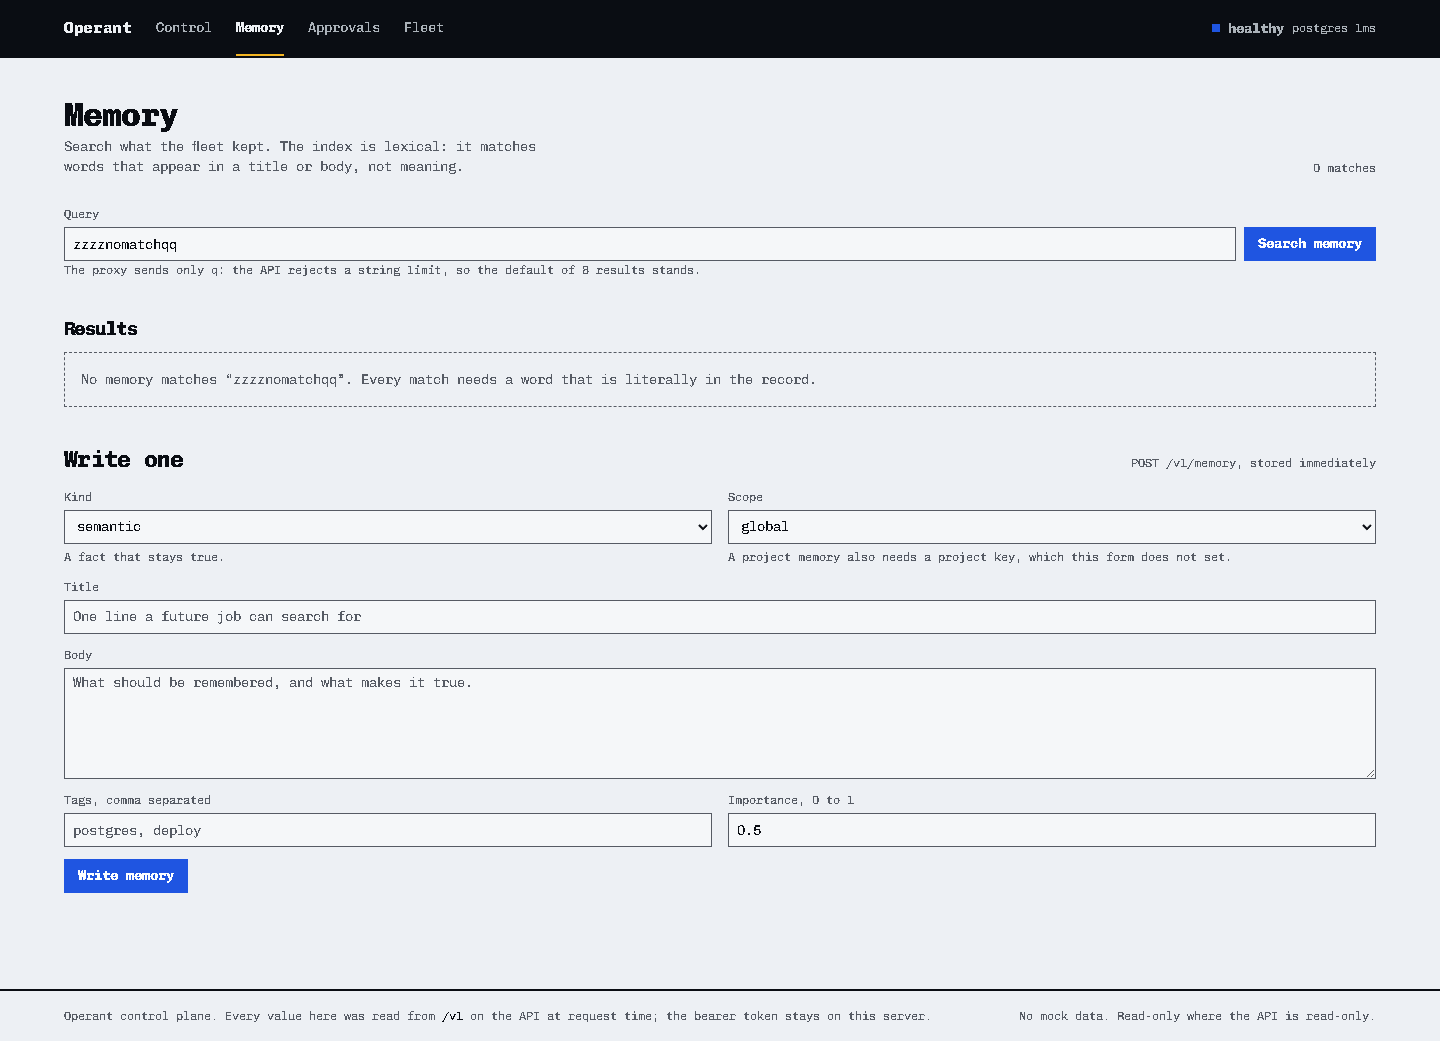 Operant Control Memory Approvals Fleet healthy postgres 1ms
Memory
Search what the fleet kept. The index is lexical: it matches
words that appear in a title or body, not meaning.
0 matches
Query
zzzznomatchqq
Search memory
The proxy sends only q: the API rejects a string limit, so the default of 8 results stands.
Results
No memory matches “zzzznomatchqq”. Every match needs a word that is literally in the record.
Write one
POST /v1/memory, stored immediately
Kind
Scope
semantic
global
A fact that stays true.
A project memory also needs a project key, which this form does not set.
Title
One line a future job can search for
Body
What should be remembered, and what makes it true.
Tags, comma separated
Importance, 0 to 1
postgres, deploy
0.5
Write memory
Operant control plane. Every value here was read from /v1 on the API at request time; the bearer token stays on this server.
No mock data. Read-only where the API is read-only.